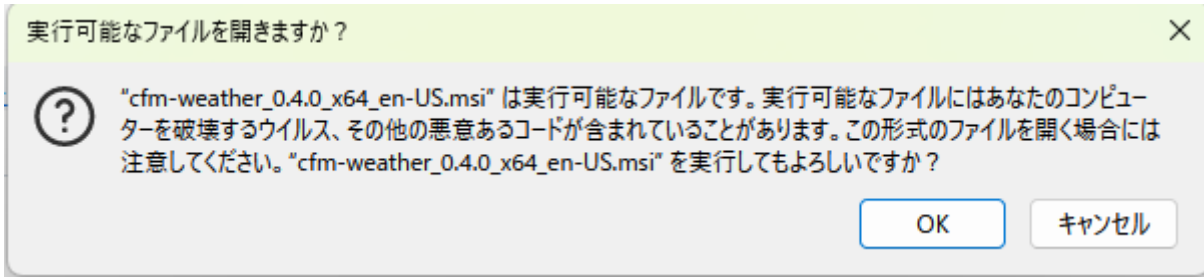 実行可能なファイルを開きますか？
"cfm-weather_0.4.0_x64_en-US.msi" は実行可能なファイルです。実行可能なファイルにはあなたのコンピュー
ターを破壊するウイルス、その他の悪意あるコードが含まれていることがあります。この形式のファイルを開く場合には
注意してください。"cfm-weather_0.4.0_x64_en-US.msi" を実行してもよろしいですか？
OK
キャンセル